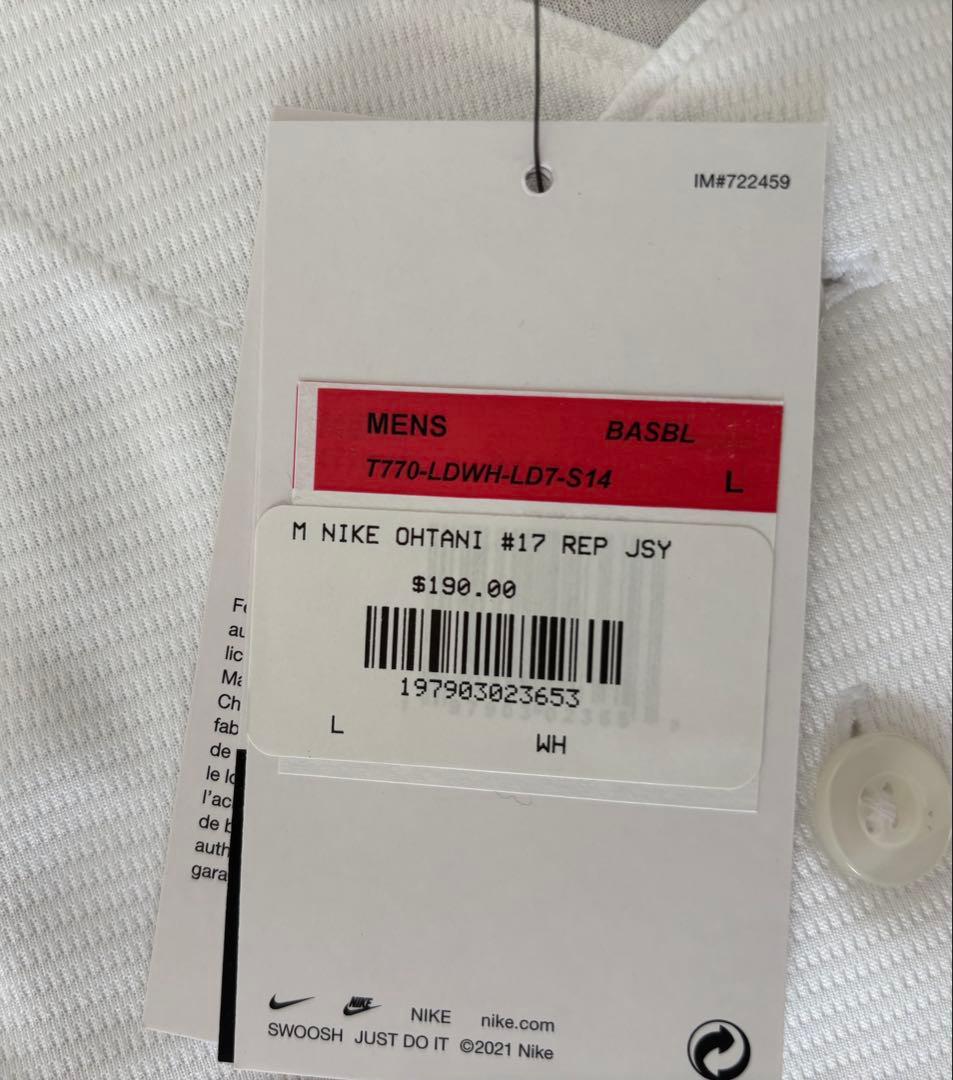 IM#722459
MENS BASBL
T770-LDWH-LD7-S14 L
M NIKE OHTANI #17 REP JSY
$190.00
197903023653
L WH
de
NIKE
NIKE nike.com
SWOOSH JUST DO IT ©2021 Nike